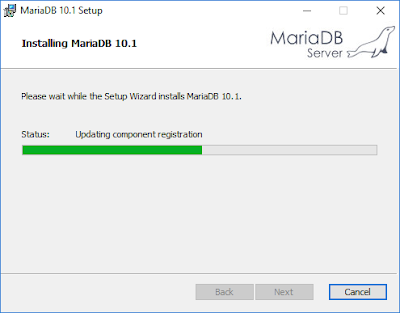 MariaDB 10.1 Setup
Installing MariaDB 10.1
MariaDB
Server
Please wait while the Setup Wizard installs MariaDB 10.1.
Status: Updating component registration
Back Next Cancel